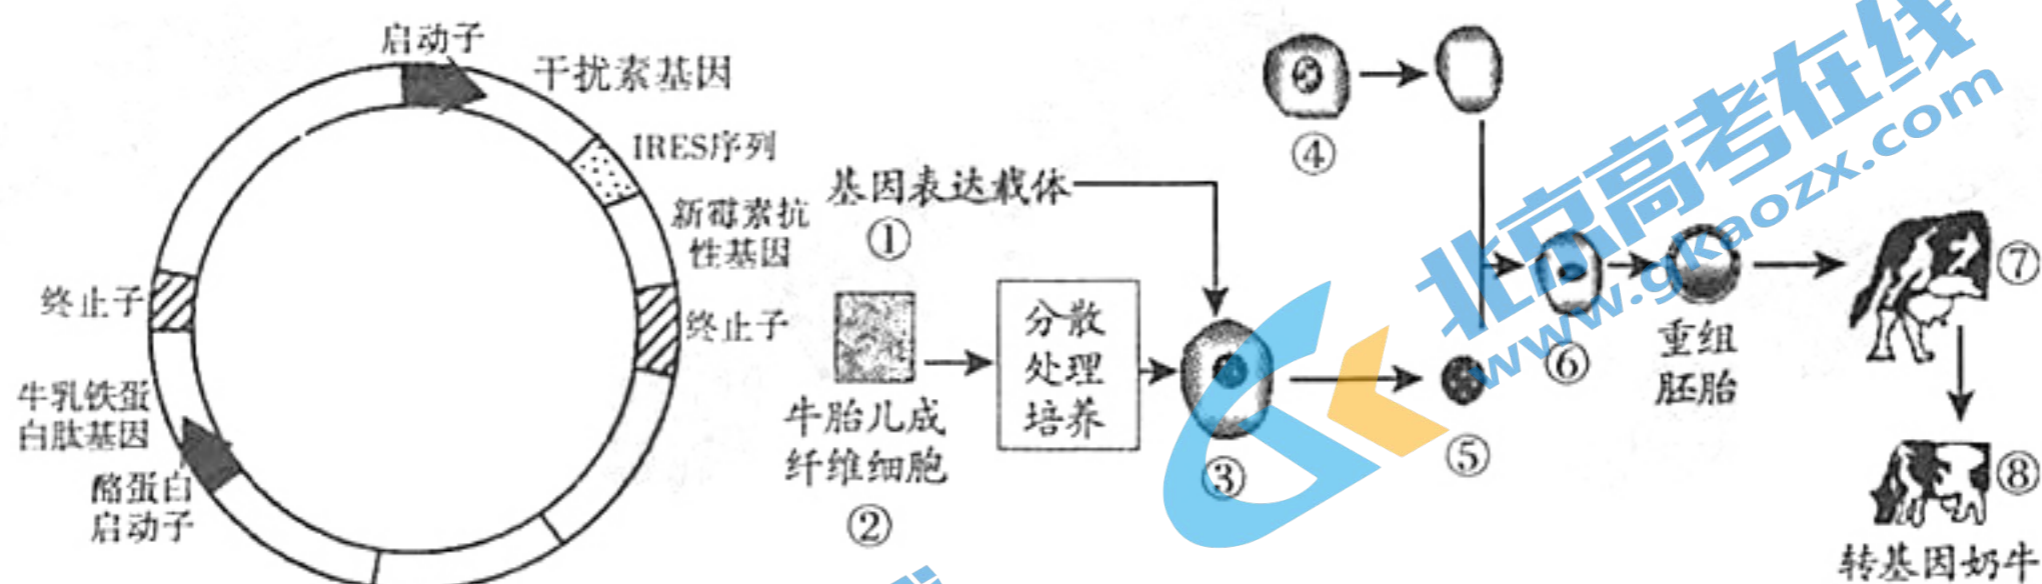 启动子
干扰素基因
IRES序列
新霉素抗
性基因
终止子
终止子
牛乳铁蛋
白肽基因
酪蛋白
启动子
基因表达载体
①
牛胎儿成
纤维细胞
②
分散
处理
培养
③
④
⑤
⑥
重组
胚胎
⑦
⑧
转基因奶牛
北京高考在线
www.gkaozx.com